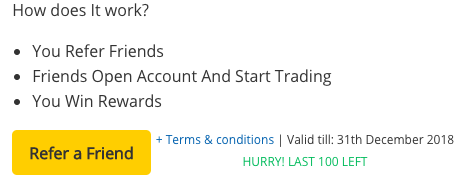 How does It work?
You Refer Friends
Friends Open Account And Start Trading
You Win Rewards
Refer a Friend
+ Terms & conditions | Valid till: 31th December 2018
HURRY! LAST 100 LEFT